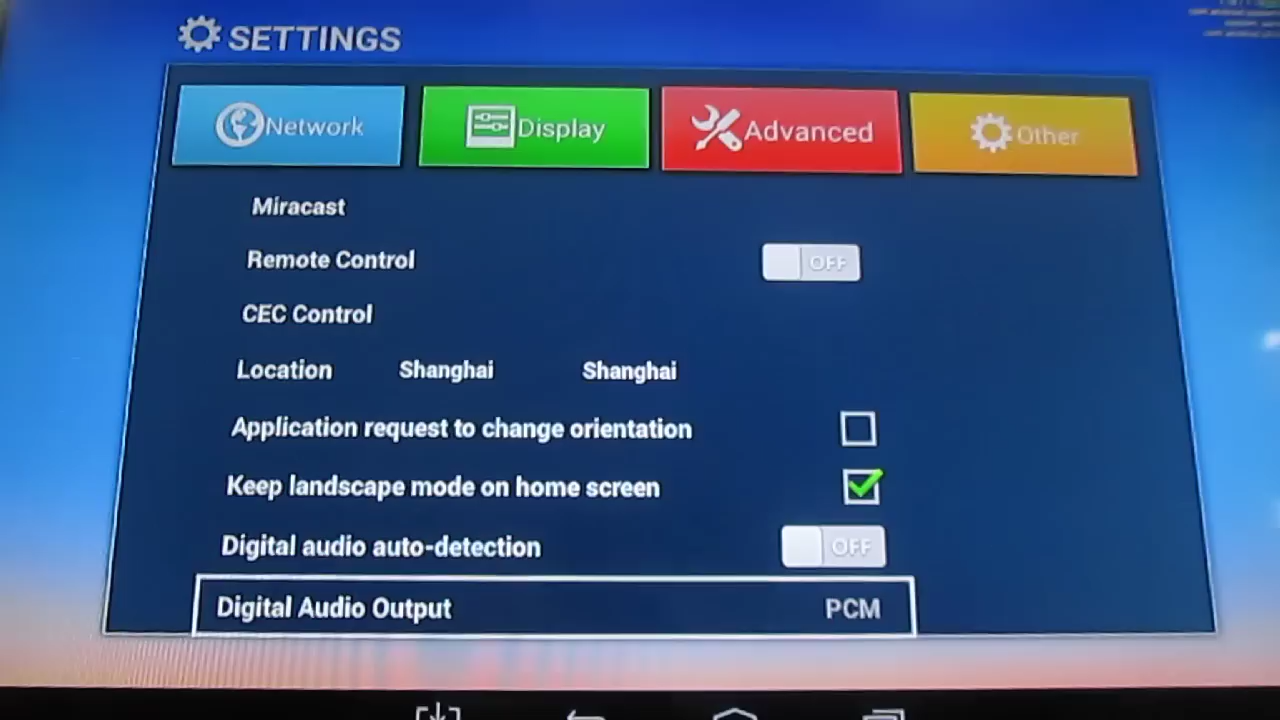 SETTINGS
Network Display Advanced Other
Miracast
Remote Control OFF
CEC Control
Location Shanghai Shanghai
Application request to change orientation
Keep landscape mode on home screen
Digital audio auto-detection OFF
Digital Audio Output PCM